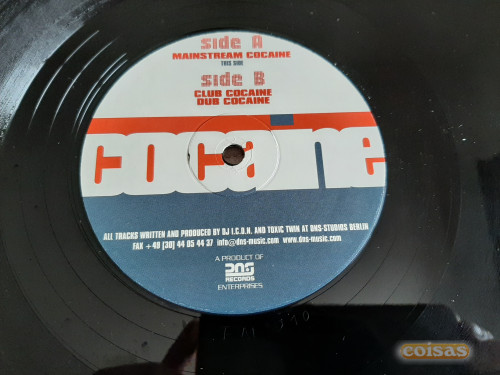 side A
MAINSTREAM COCAINE
THIS SIDE
side B
CLUB COCAINE
DUB COCAINE
cocaine
ALL TRACKS WRITTEN AND PRODUCED BY DJ I.C.O.N. AND TOXIC TWIN AT DNS-STUDIOS BERLIN
FAX +49 (30) 44 05 44 37 info@dns-music.com www.dns-music.com
A PRODUCT OF
DNS
RECORDS
ENTERPRISES
coisas